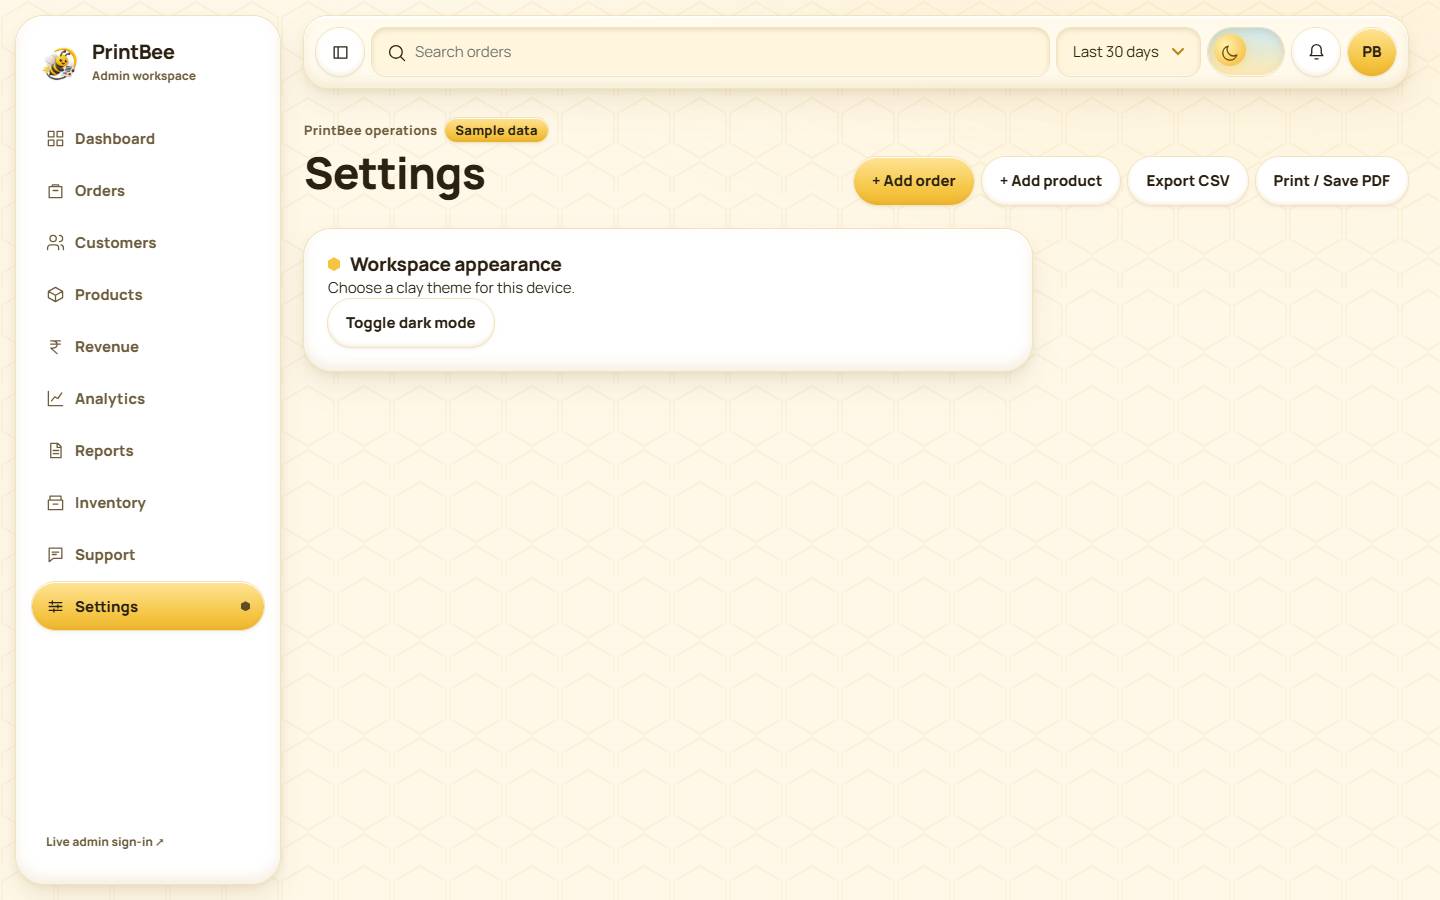 PrintBee
Admin workspace
Dashboard
Orders
Customers
Products
Revenue
Analytics
Reports
Inventory
Support
Settings
Live admin sign-in ↗
Search orders
Last 30 days
PB
PrintBee operations
Sample data
Settings
+ Add order
+ Add product
Export CSV
Print / Save PDF
Workspace appearance
Choose a clay theme for this device.
Toggle dark mode